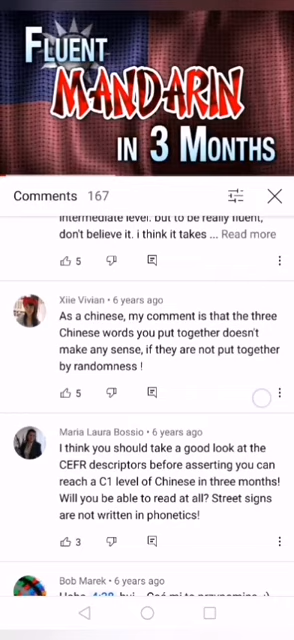 FLUENT
MANDARIN
IN 3 MONTHS
Comments 167
intermediate level. but to be really fluent,
don't believe it. i think it takes ... Read more
5
Xiie Vivian • 6 years ago
As a chinese, my comment is that the three
Chinese words you put together doesn't
make any sense, if they are not put together
by randomness !
5
Maria Laura Bossio • 6 years ago
I think you should take a good look at the
CEFR descriptors before asserting you can
reach a C1 level of Chinese in three months!
Will you be able to read at all? Street signs
are not written in phonetics!
3
Bob Marek • 6 years ago